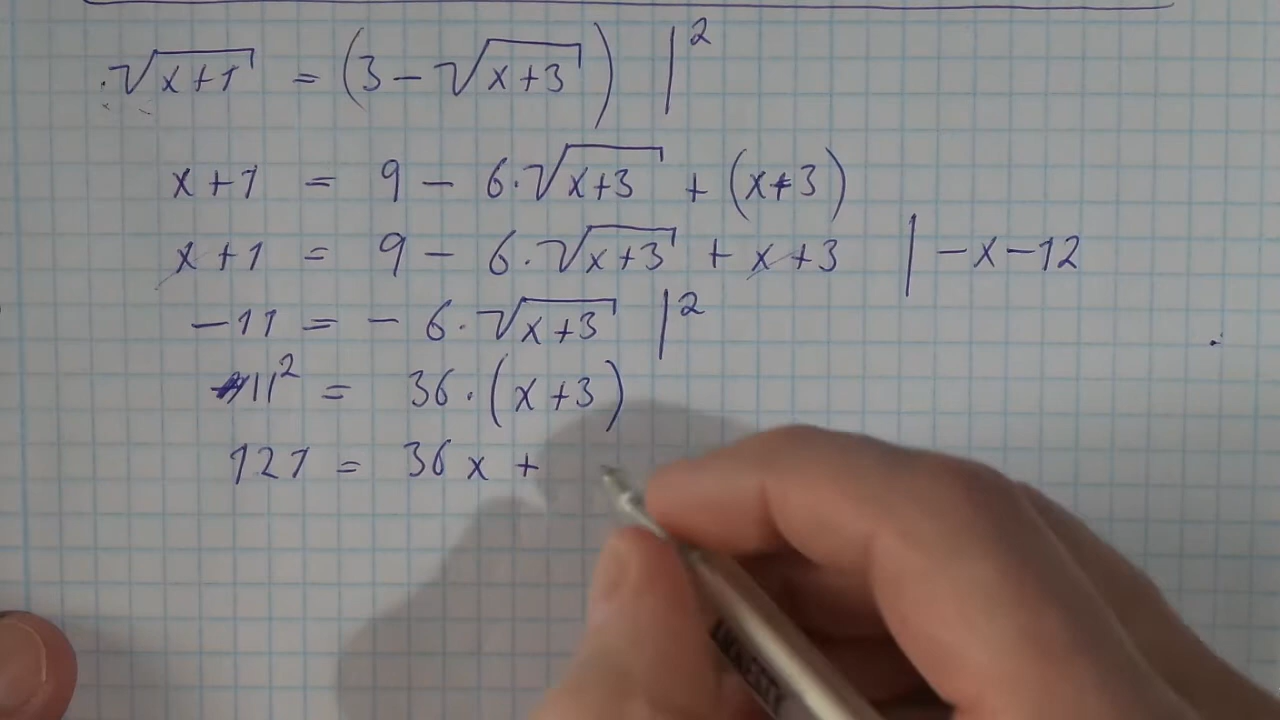 √(x+1) = (3 - √(x+3)) |²
x+1 = 9 - 6·√(x+3) + (x+3)
x+1 = 9 - 6·√(x+3) + x+3 | -x-12
-11 = - 6·√(x+3) |²
11² = 36·(x+3)
121 = 36x +